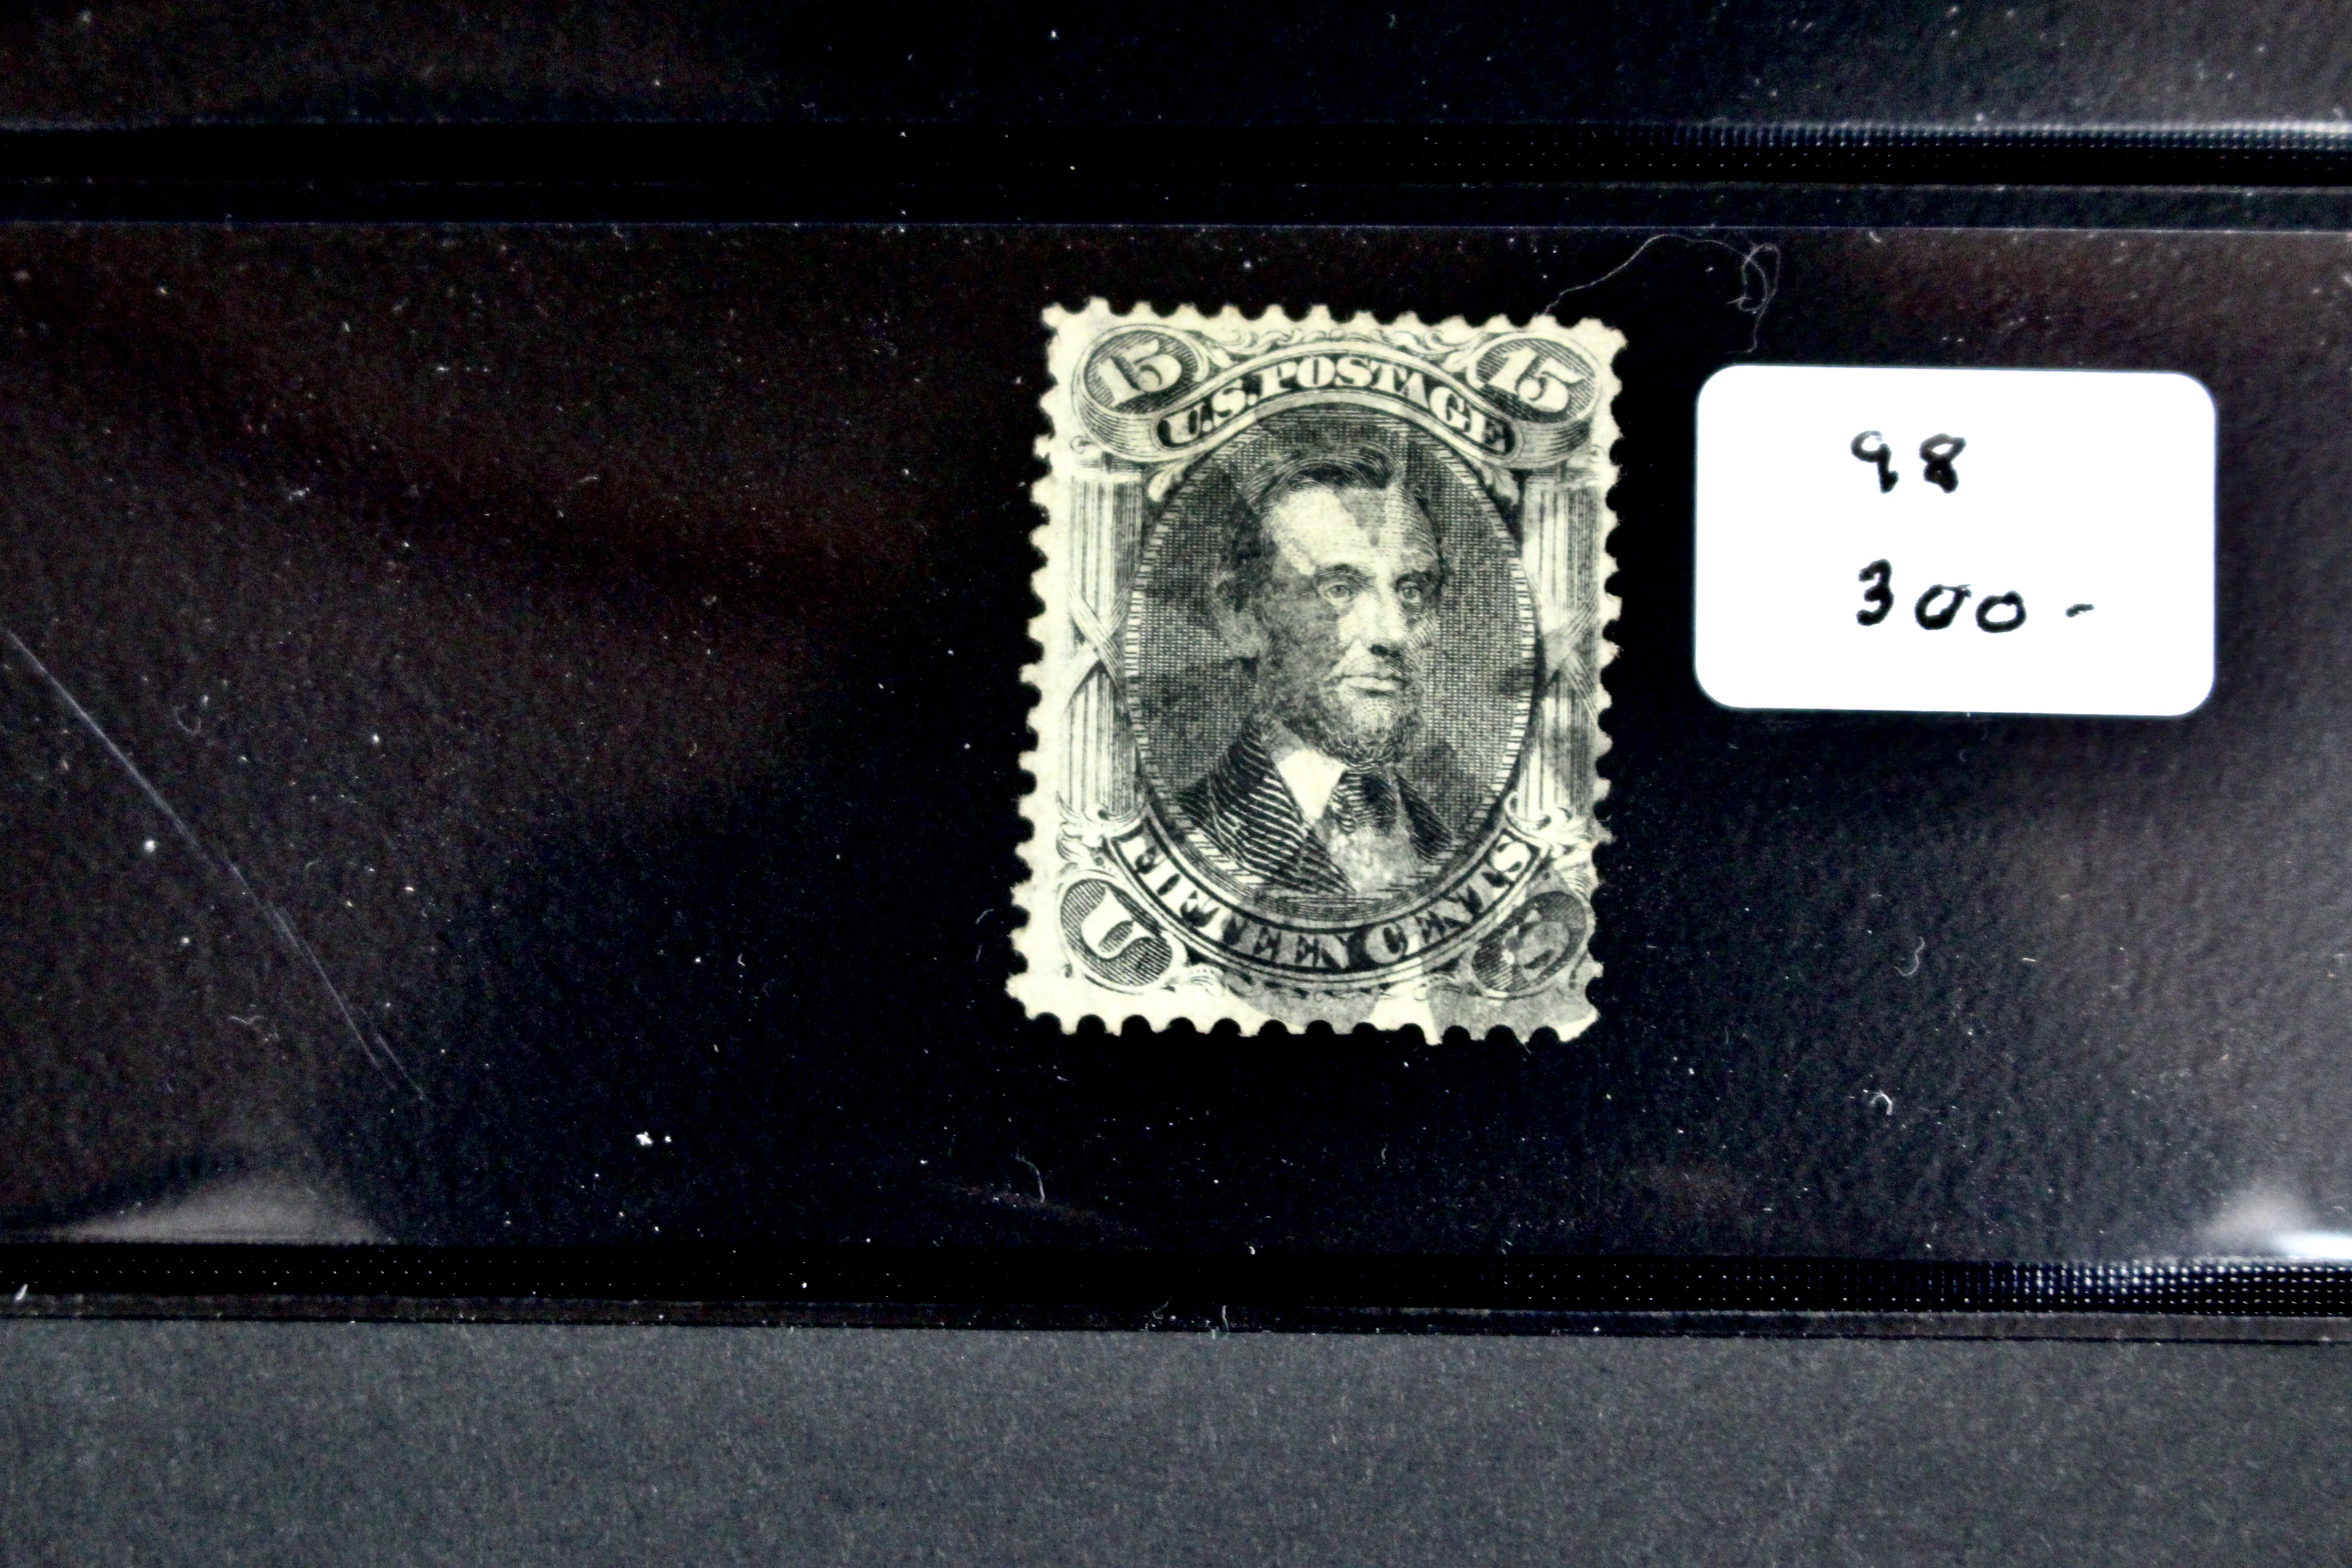 15 15
U.S. POSTAGE
FIFTEEN CENTS
U S
98
300-